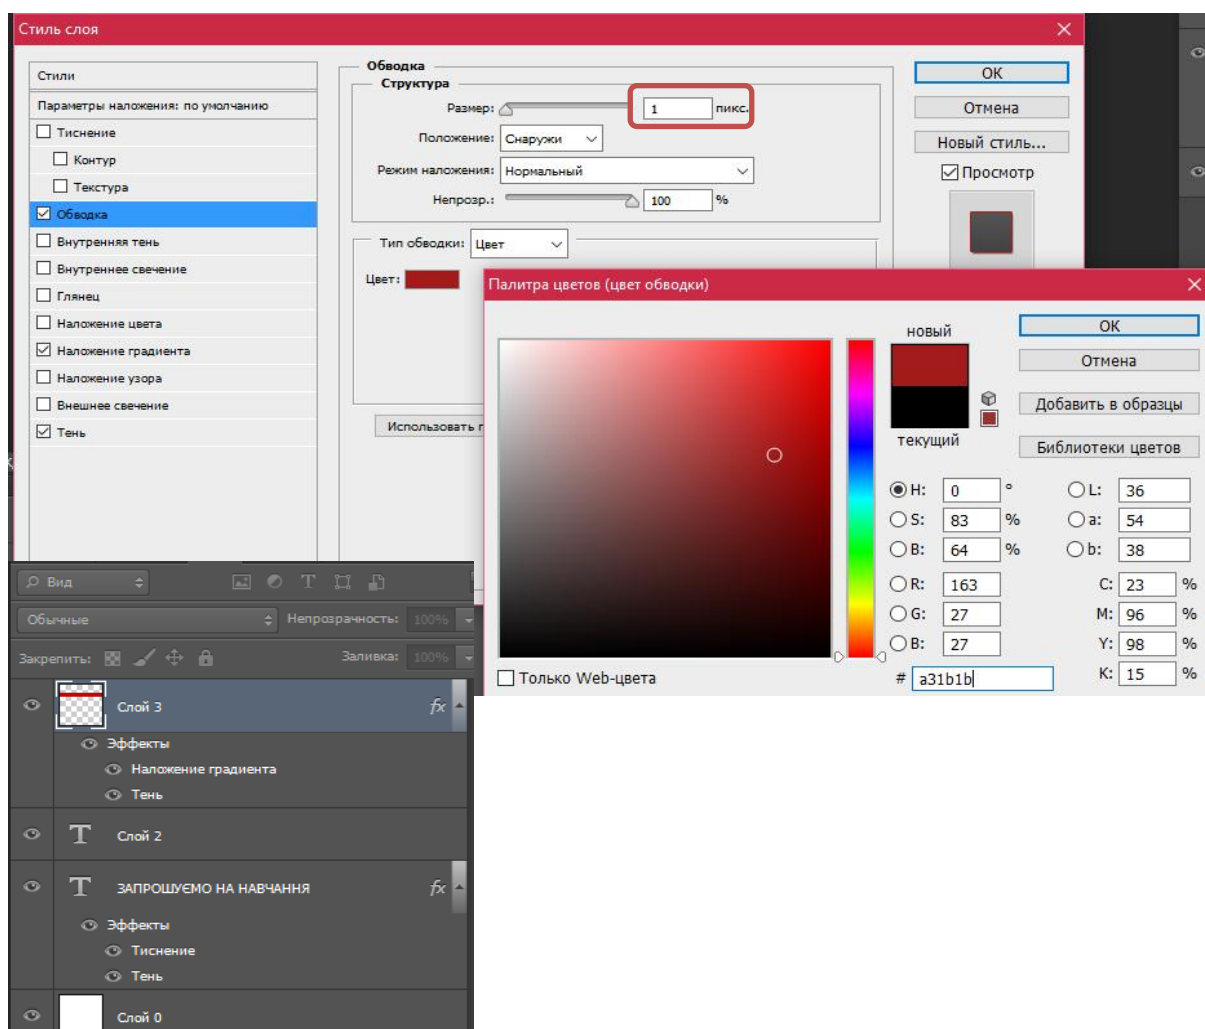 Стиль слоя
Стили
Параметры наложения: по умолчанию
Тиснение
Контур
Текстура
Обводка
Внутренняя тень
Внутреннее свечение
Глянец
Наложение цвета
Наложение градиента
Наложение узора
Внешнее свечение
Тень
Обводка
Структура
Размер: 1 пикс.
Положение: Снаружи
Режим наложения: Нормальный
Непрозр.: 100 %
Тип обводки: Цвет
Цвет:
Использовать
ОК
Отмена
Новый стиль...
Просмотр
Палитра цветов (цвет обводки)
новый
текущий
ОК
Отмена
Добавить в образцы
Библиотеки цветов
H: 0 °
S: 83 %
B: 64 %
R: 163
G: 27
B: 27
# a31b1b
L: 36
a: 54
b: 38
C: 23 %
M: 96 %
Y: 98 %
K: 15 %
Только Web-цвета
Вид
Обычные Непрозрачность: 100%
Закрепить: Заливка: 100%
Слой 3 fx
Эффекты
Наложение градиента
Тень
T Слой 2
T ЗАПРОШУЄМО НА НАВЧАННЯ fx
Эффекты
Тиснение
Тень
Слой 0